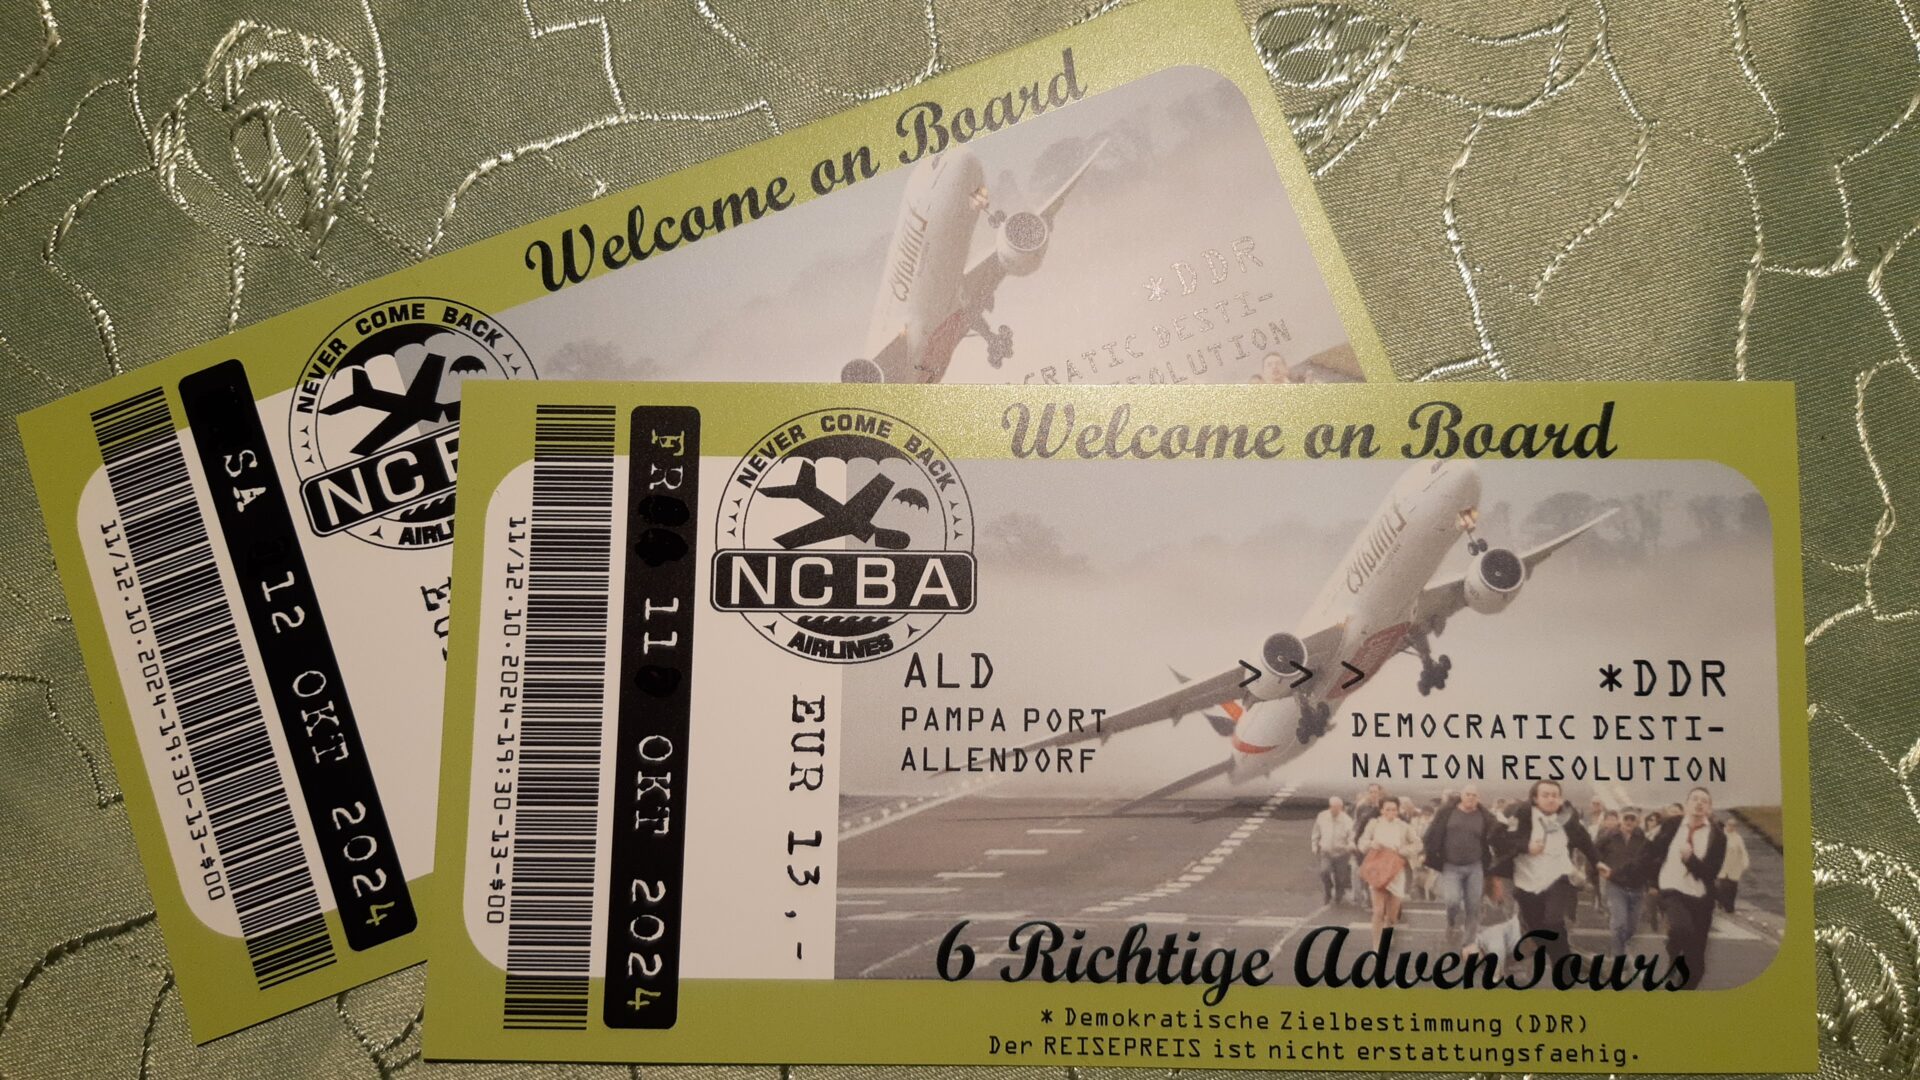 Welcome on Board
NEVER COME BACK
AIRL
*DDR
CRATIC DESTI-
SOLUTION
SA 12 OKT 2024
11/12.10.2024-19:30-13-$00
Welcome on Board
NEVER COME BACK
NCBA
AIRLINES
FR 11 OKT 2024
11/12.10.2024-19:30-13-$00
EUR 13,-
ALD
PAMPA PORT
ALLENDORF
> > >
*DDR
DEMOCRATIC DESTI-
NATION RESOLUTION
6 Richtige AdvenTours
* Demokratische Zielbestimmung (DDR)
Der REISEPREIS ist nicht erstattungsfaehig.